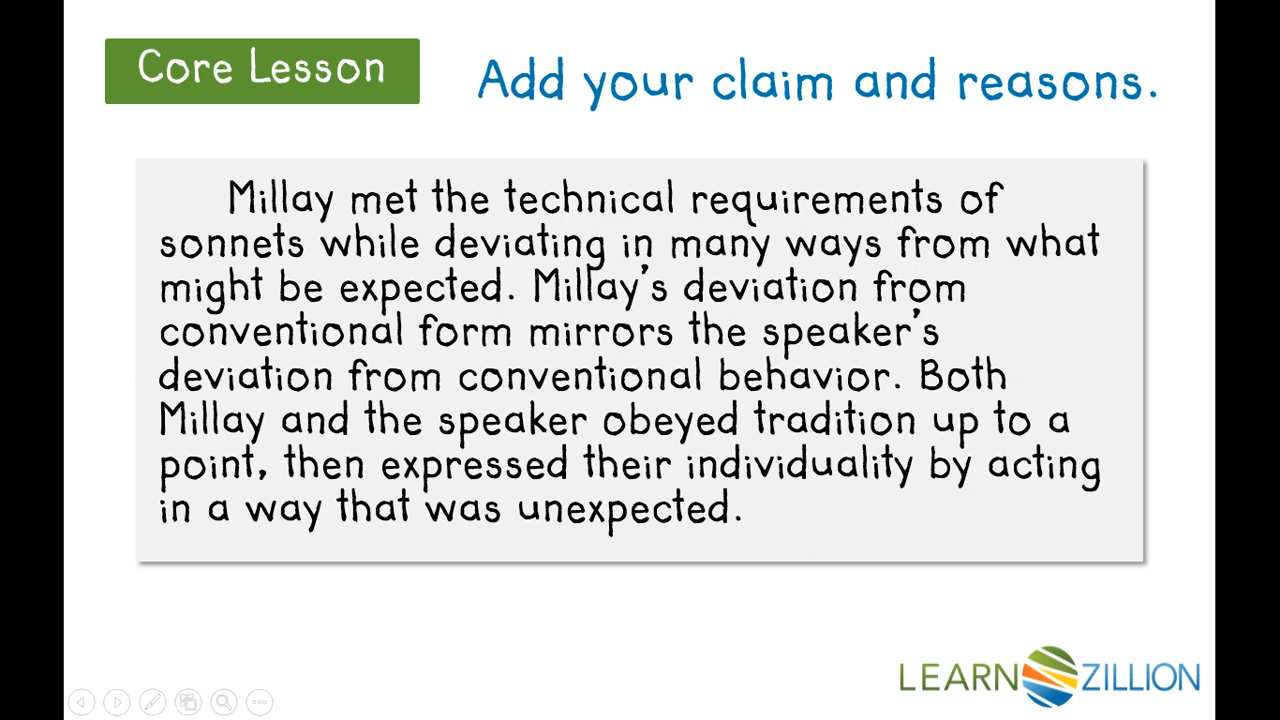 Core Lesson
Add your claim and reasons.
Millay met the technical requirements of
sonnets while deviating in many ways from what
might be expected. Millay's deviation from
conventional form mirrors the speaker's
deviation from conventional behavior. Both
Millay and the speaker obeyed tradition up to a
point, then expressed their individuality by acting
in a way that was unexpected.
LEARN ZILLION